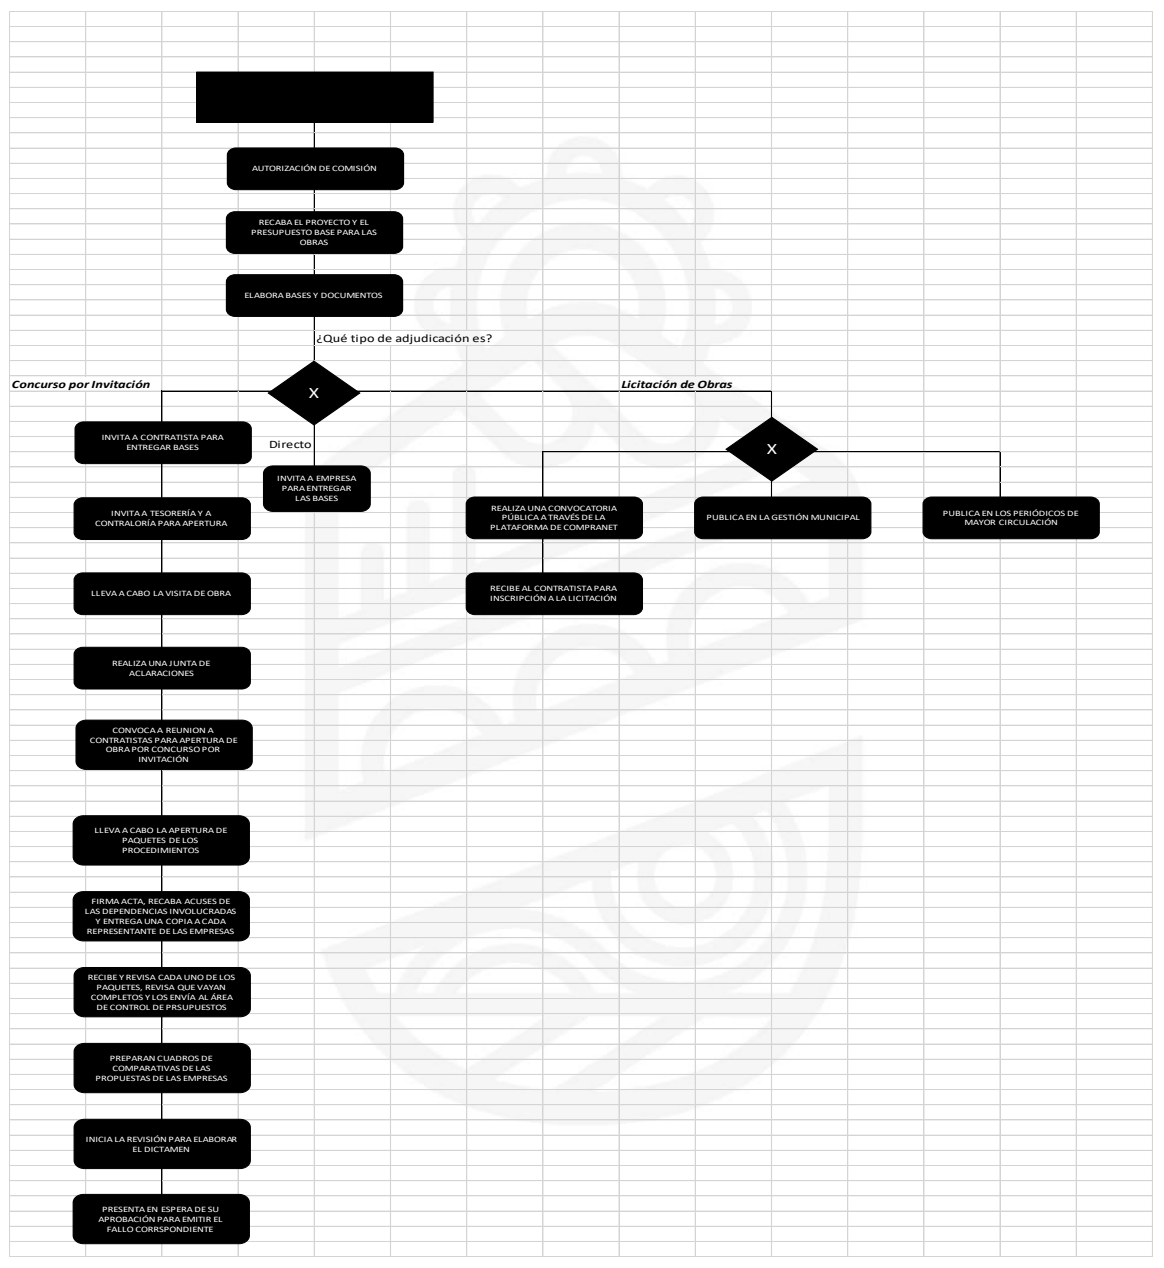 AUTORIZACIÓN DE COMISIÓN
RECABA EL PROYECTO Y EL
PRESUPUESTO BASE PARA LAS
OBRAS
ELABORA BASES Y DOCUMENTOS
¿Qué tipo de adjudicación es?
Concurso por Invitación
X
Licitación de Obras
INVITA A CONTRATISTA PARA
ENTREGAR BASES
Directo
INVITA A EMPRESA
PARA ENTREGAR
LAS BASES
X
INVITA A TESORERÍA Y A
CONTRALORÍA PARA APERTURA
REALIZA UNA CONVOCATORIA
PÚBLICA A TRAVÉS DE LA
PLATAFORMA DE COMPRANET
PUBLICA EN LA GESTIÓN MUNICIPAL
PUBLICA EN LOS PERIÓDICOS DE
MAYOR CIRCULACIÓN
LLEVA A CABO LA VISITA DE OBRA
RECIBE AL CONTRATISTA PARA
INSCRIPCIÓN A LA LICITACIÓN
REALIZA UNA JUNTA DE
ACLARACIONES
CONVOCA A REUNION A
CONTRATISTAS PARA APERTURA DE
OBRA POR CONCURSO POR
INVITACIÓN
LLEVA A CABO LA APERTURA DE
PAQUETES DE LOS
PROCEDIMIENTOS
FIRMA ACTA, RECABA ACUSES DE
LAS DEPENDENCIAS INVOLUCRADAS
Y ENTREGA UNA COPIA A CADA
REPRESENTANTE DE LAS EMPRESAS
RECIBE Y REVISA CADA UNO DE LOS
PAQUETES, REVISA QUE VAYAN
COMPLETOS Y LOS ENVÍA AL ÁREA
DE CONTROL DE PRSUPUESTOS
PREPARAN CUADROS DE
COMPARATIVAS DE LAS
PROPUESTAS DE LAS EMPRESAS
INICIA LA REVISIÓN PARA ELABORAR
EL DICTAMEN
PRESENTA EN ESPERA DE SU
APROBACIÓN PARA EMITIR EL
FALLO CORRSPONDIENTE